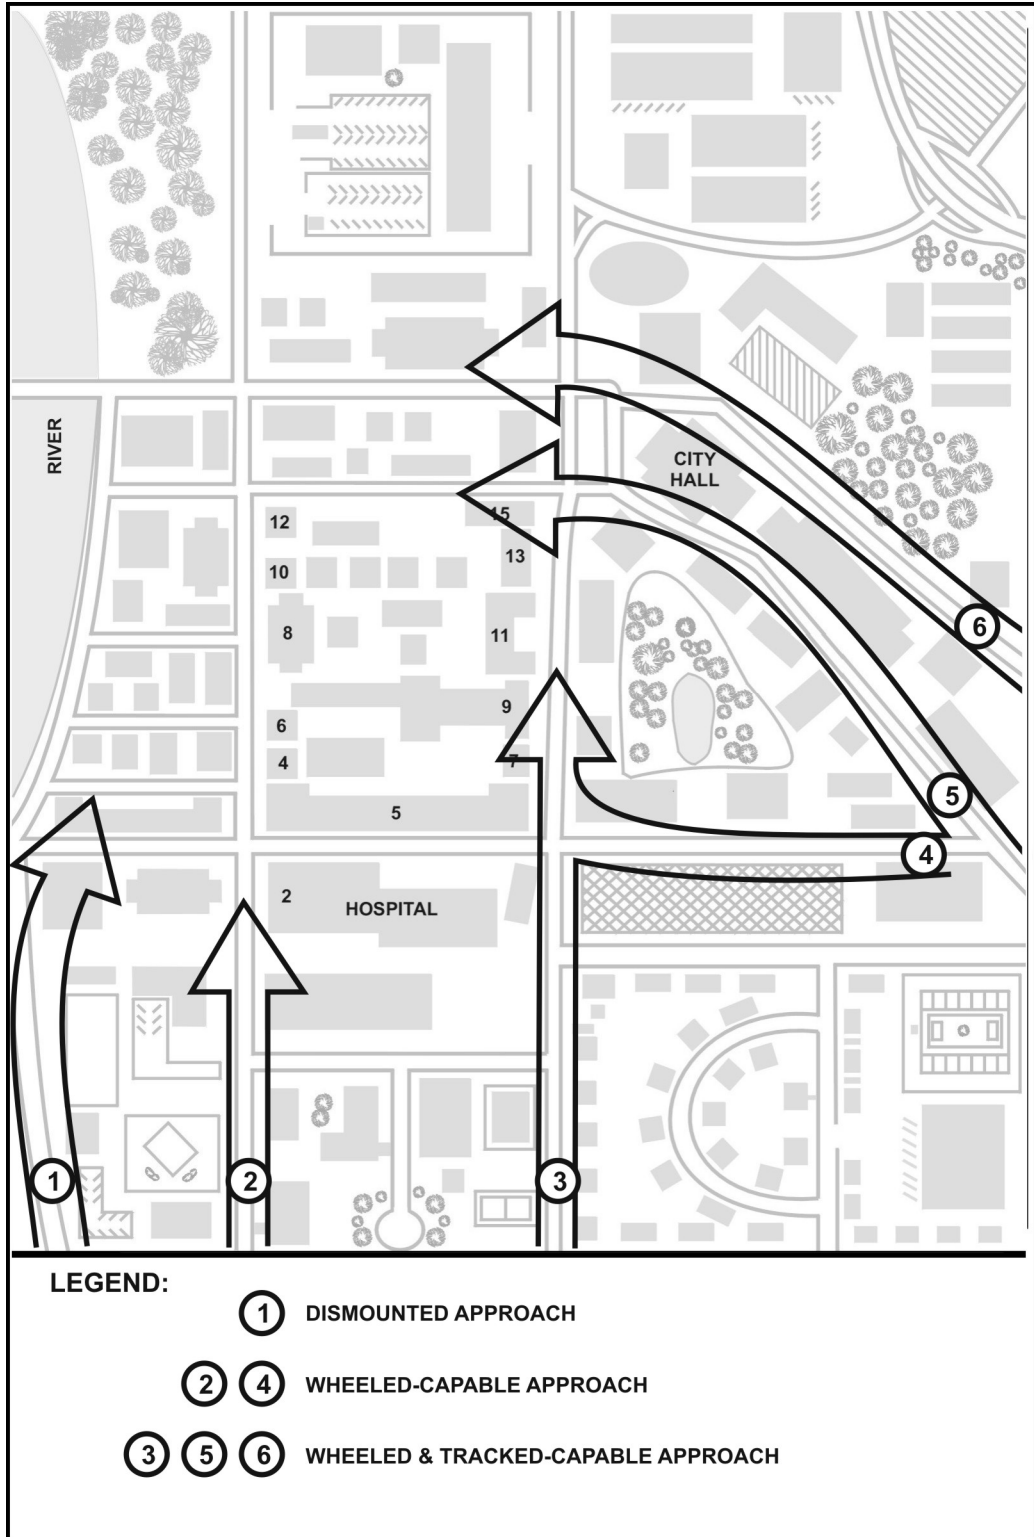 RIVER
CITY
HALL
12
15
13
10
8
11
9
6
4
7
5
2
HOSPITAL
6
5
4
1
2
3
LEGEND:
1 DISMOUNTED APPROACH
2 4 WHEELED-CAPABLE APPROACH
3 5 6 WHEELED & TRACKED-CAPABLE APPROACH